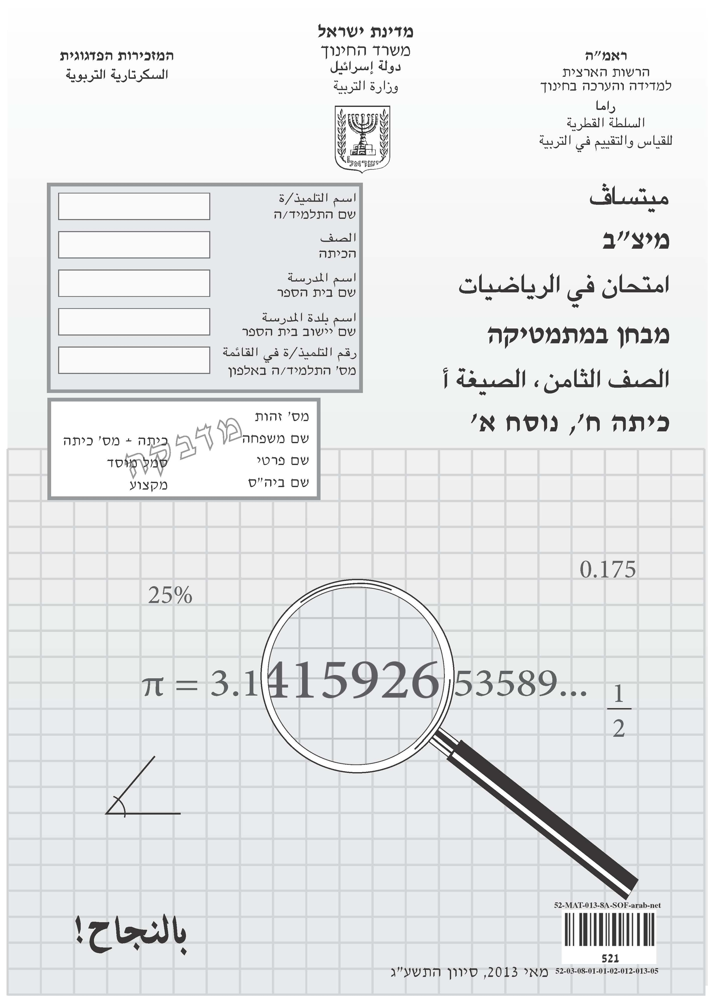 מדינת ישראל
משרד החינוך
دولة إسرائيل
وزارة التربية
ישראל
ראמ"ה
הרשות הארצית
למדידה והערכה בחינוך
راما
السلطة القطرية
للقياس والتقييم في التربية
המזכירות הפדגוגית
السكرتارية التربوية
ميتساڤ
מיצ"ב
امتحان في الرياضيات
מבחן במתמטיקה
الصف الثامن، الصيغة أ
כיתה ח', נוסח א'
اسم التلميذ/ة
שם התלמיד/ה
الصف
הכיתה
اسم المدرسة
שם בית הספר
اسم بلدة المدرسة
שם יישוב בית הספר
رقم التلميذ/ة في القائمة
מס' התלמיד/ה באלפון
מס' זהות
שם משפחה
כיתה + מס' כיתה
שם פרטי
סמל מוסד
שם ביה"ס
מקצוע
מדבקה
0.175
25%
π = 3.1415926 53589...
1
2
52-MAT-013-8A-SOF-arab-net
521
بالنجاح!
מאי 2013, סיוון התשע"ג
52-03-08-01-01-02-012-013-05